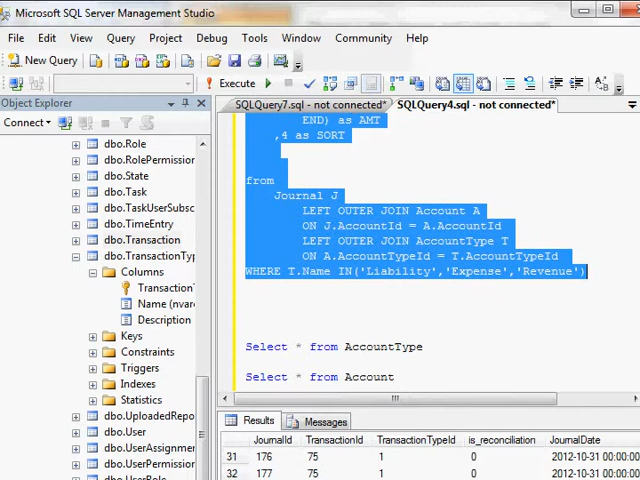 Microsoft SQL Server Management Studio
File Edit View Query Project Debug Tools Window Community Help
New Query
Execute
Object Explorer
Connect
dbo.Role
dbo.RolePermission
dbo.State
dbo.Task
dbo.TaskUserSubsc
dbo.TimeEntry
dbo.Transaction
dbo.TransactionTyp
Columns
Transaction
Name (nvar
Description
Keys
Constraints
Triggers
Indexes
Statistics
dbo.UploadedRepo
dbo.User
dbo.UserAssignme
dbo.UserPermissio
dbo.UserRole
SQLQuery7.sql - not connected* SQLQuery4.sql - not connected*
END) as AMT
,4 as SORT
from
Journal J
LEFT OUTER JOIN Account A
ON J.AccountId = A.AccountId
LEFT OUTER JOIN AccountType T
ON A.AccountTypeId = T.AccountTypeId
WHERE T.Name IN('Liability','Expense','Revenue')
Select * from AccountType
Select * from Account
Results Messages
JournalId TransactionId TransactionTypeId is_reconciliation JournalDate
31 176 75 1 0 2012-10-31 00:00:00
32 177 75 1 0 2012-10-31 00:00:00